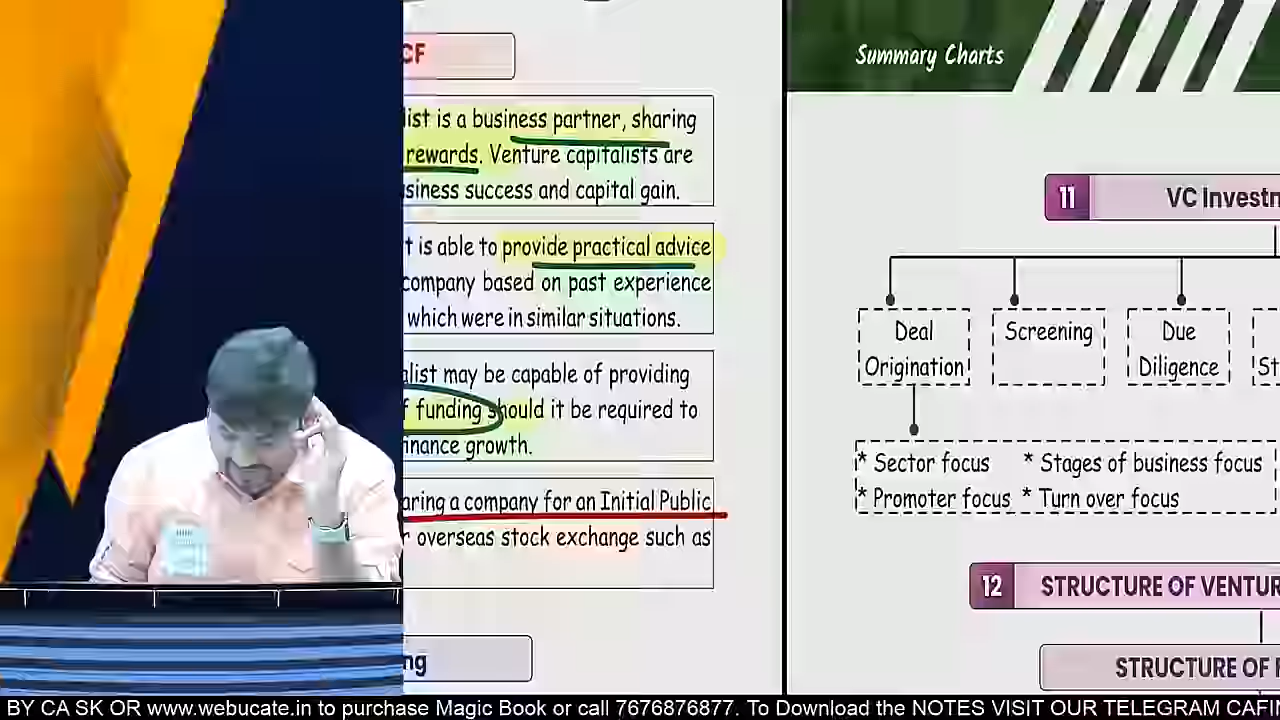 CF
list is a business partner, sharing
rewards. Venture capitalists are
siness success and capital gain.
t is able to provide practical advice
company based on past experience
which were in similar situations.
alist may be capable of providing
f funding should it be required to
finance growth.
aring a company for an Initial Public
r overseas stock exchange such as
ng
Summary Charts
11 VC Investm
Deal
Origination
Screening
Due
Diligence
St
* Sector focus * Stages of business focus
* Promoter focus * Turn over focus
12 STRUCTURE OF VENTUR
STRUCTURE OF
BY CA SK OR www.webucate.in to purchase Magic Book or call 7676876877. To Download the NOTES VISIT OUR TELEGRAM CAFI